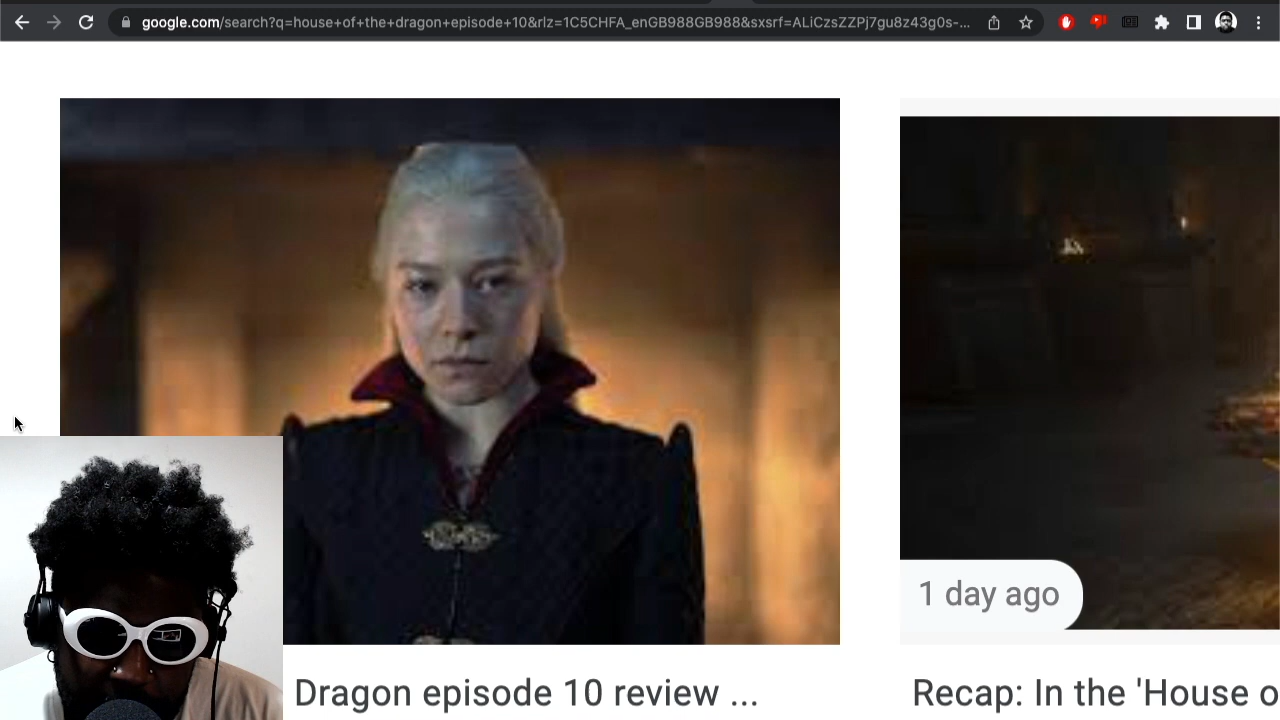 google.com/search?q=house+of+the+dragon+episode+10&rlz=1C5CHFA_enGB988GB988&sxsrf=ALiCzsZZPj7gu8z43g0s-...
1 day ago
Dragon episode 10 review ...
Recap: In the 'House o